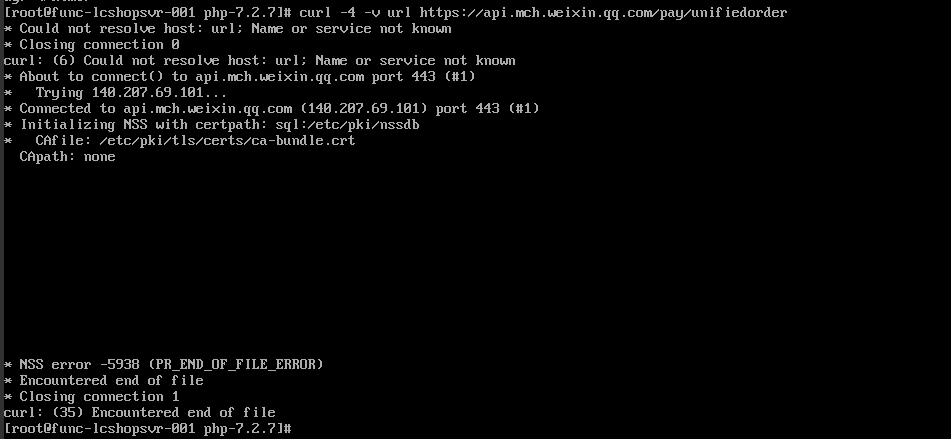 [root@func-lcshopsvr-001 php-7.2.7]# curl -4 -v url https://api.mch.weixin.qq.com/pay/unifiedorder
* Could not resolve host: url; Name or service not known
* Closing connection 0
curl: (6) Could not resolve host: url; Name or service not known
* About to connect() to api.mch.weixin.qq.com port 443 (#1)
*   Trying 140.207.69.101...
* Connected to api.mch.weixin.qq.com (140.207.69.101) port 443 (#1)
* Initializing NSS with certpath: sql:/etc/pki/nssdb
*   CAfile: /etc/pki/tls/certs/ca-bundle.crt
  CApath: none
* NSS error -5938 (PR_END_OF_FILE_ERROR)
* Encountered end of file
* Closing connection 1
curl: (35) Encountered end of file
[root@func-lcshopsvr-001 php-7.2.7]#